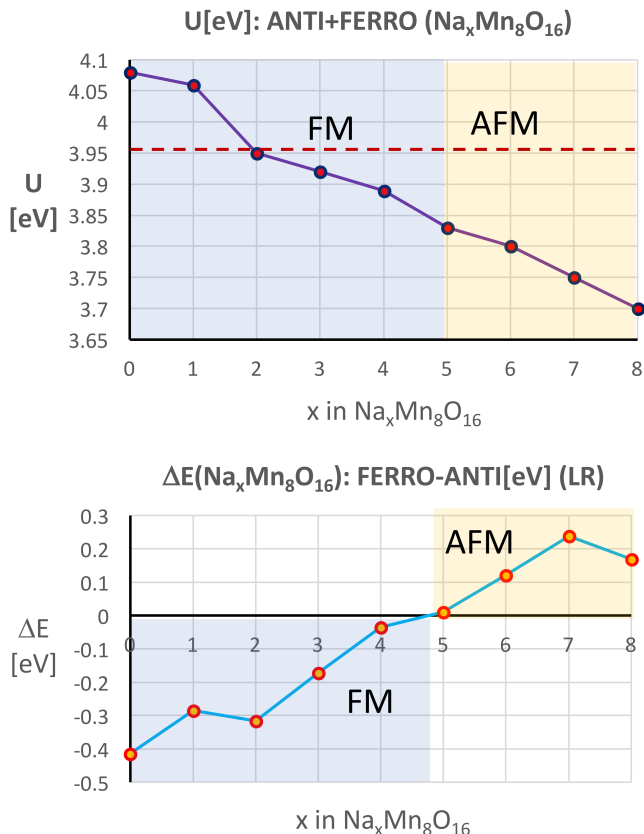 U[eV]: ANTI+FERRO (NaₓMn₈O₁₆)
4.1
4.05
4
3.95
3.9
3.85
3.8
3.75
3.7
3.65
U
[eV]
FM
AFM
0 1 2 3 4 5 6 7 8
x in NaₓMn₈O₁₆
ΔE(NaₓMn₈O₁₆): FERRO-ANTI[eV] (LR)
0.3
0.2
0.1
0
-0.1
-0.2
-0.3
-0.4
-0.5
ΔE
[eV]
AFM
0 1 2 3 4 5 6 7 8
FM
x in NaₓMn₈O₁₆